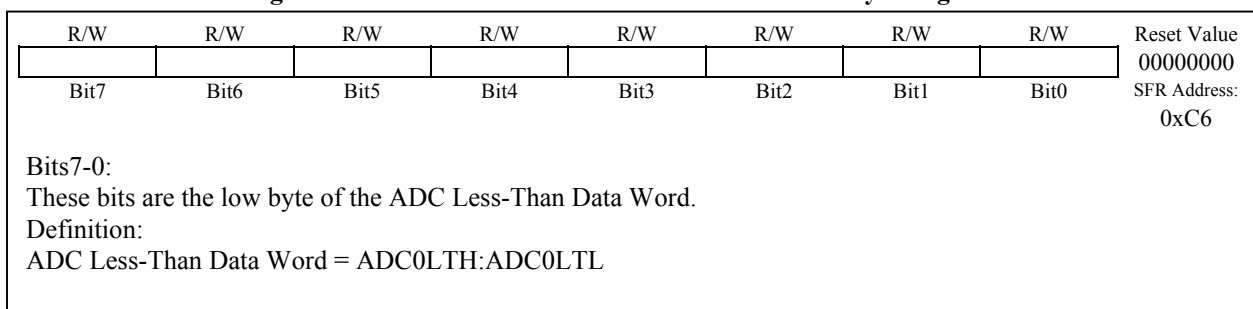 R/W R/W R/W R/W R/W R/W R/W R/W Reset Value
00000000
Bit7 Bit6 Bit5 Bit4 Bit3 Bit2 Bit1 Bit0 SFR Address:
0xC6
Bits7-0:
These bits are the low byte of the ADC Less-Than Data Word.
Definition:
ADC Less-Than Data Word = ADC0LTH:ADC0LTL